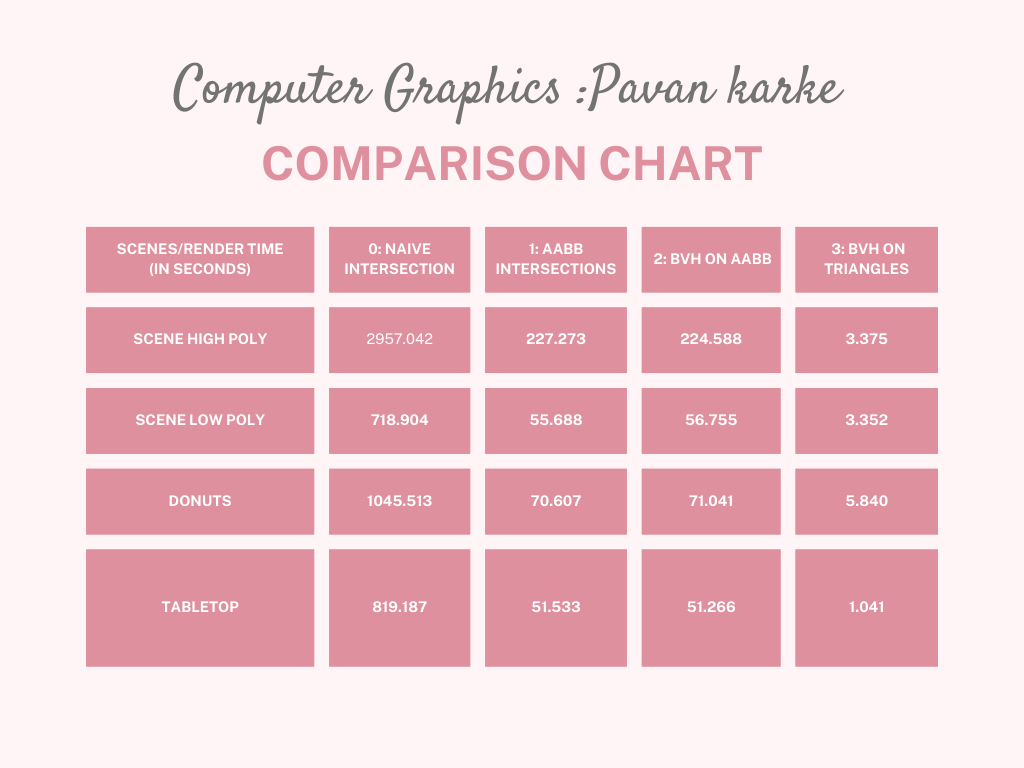 Computer Graphics :Pavan karke
COMPARISON CHART
SCENES/RENDER TIME
(IN SECONDS)
0: NAIVE
INTERSECTION
1: AABB
INTERSECTIONS
2: BVH ON AABB
3: BVH ON
TRIANGLES
SCENE HIGH POLY
2957.042
227.273
224.588
3.375
SCENE LOW POLY
718.904
55.688
56.755
3.352
DONUTS
1045.513
70.607
71.041
5.840
TABLETOP
819.187
51.533
51.266
1.041